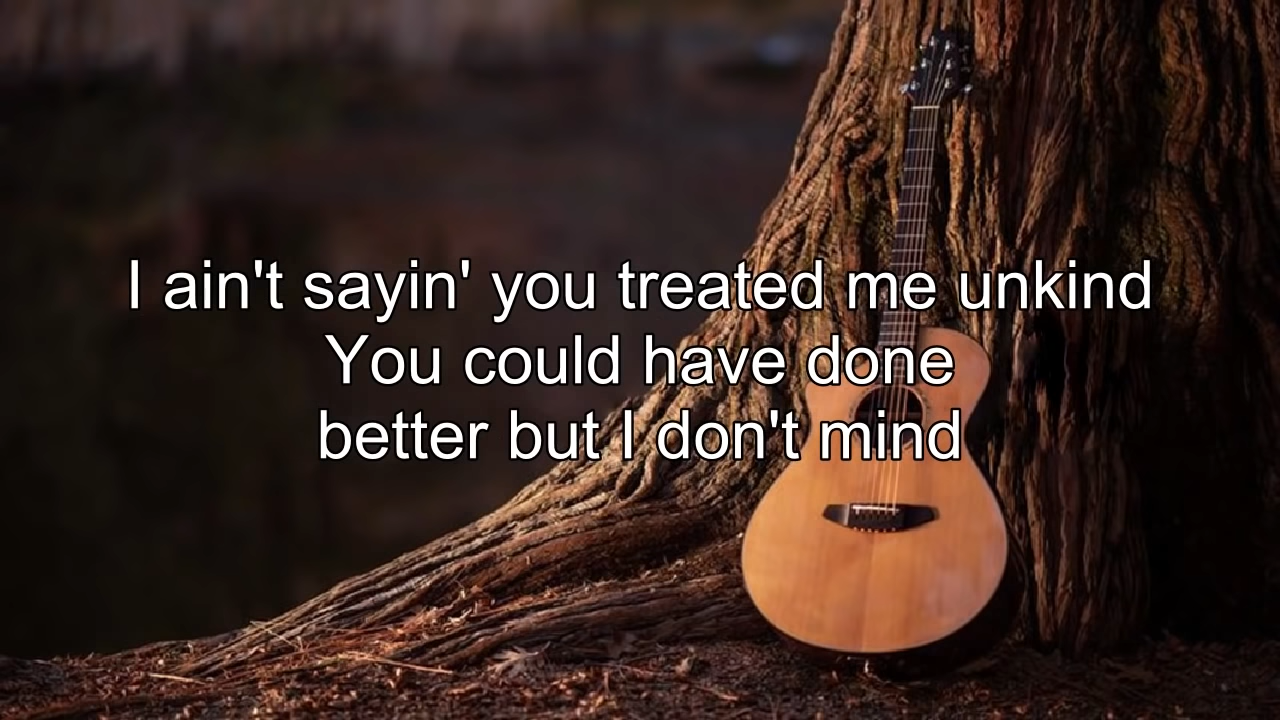 I ain't sayin' you treated me unkind
You could have done
better but I don't mind